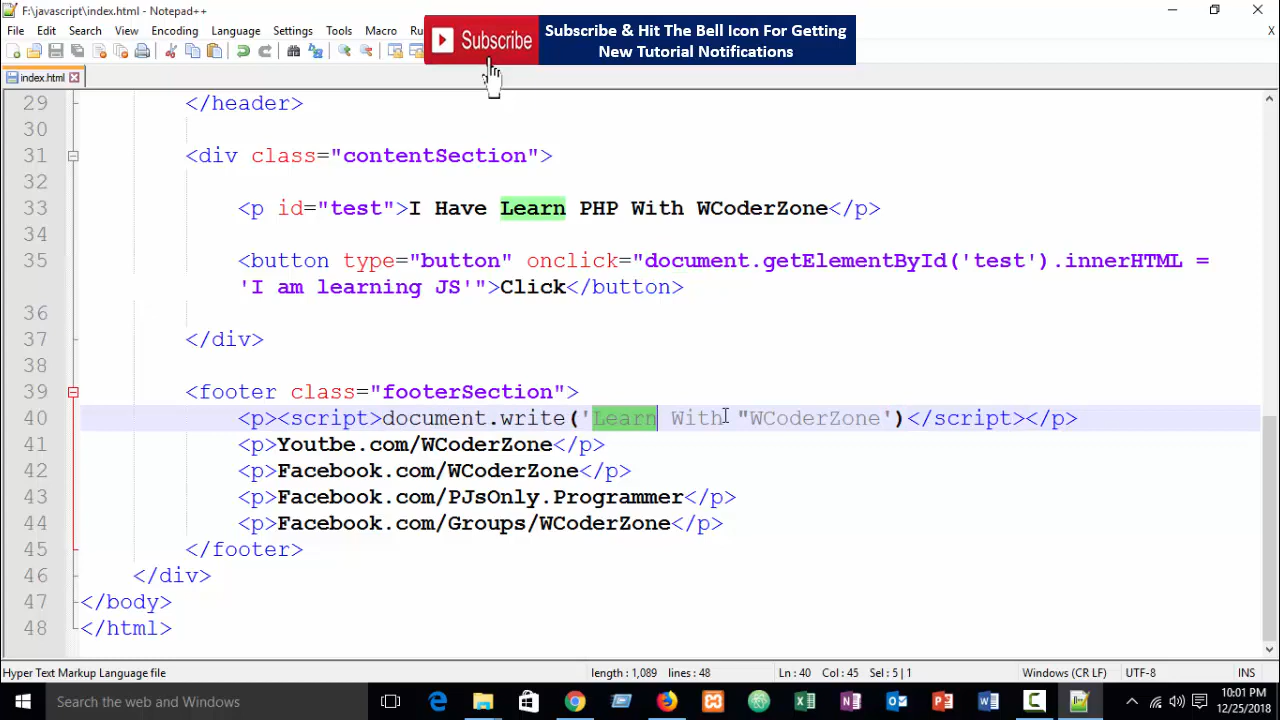 F:\javascript\index.html - Notepad++
File Edit Search View Encoding Language Settings Tools Macro Ru
Subscribe
Subscribe & Hit The Bell Icon For Getting
New Tutorial Notifications
index.html
29 </header>
30
31 <div class="contentSection">
32
33 <p id="test">I Have Learn PHP With WCoderZone</p>
34
35 <button type="button" onclick="document.getElementById('test').innerHTML =
'I am learning JS'">Click</button>
36
37 </div>
38
39 <footer class="footerSection">
40 <p><script>document.write('Learn With "WCoderZone')</script></p>
41 <p>Youtbe.com/WCoderZone</p>
42 <p>Facebook.com/WCoderZone</p>
43 <p>Facebook.com/PJsOnly.Programmer</p>
44 <p>Facebook.com/Groups/WCoderZone</p>
45 </footer>
46 </div>
47 </body>
48 </html>
Hyper Text Markup Language file length : 1,089 lines : 48 Ln : 40 Col : 45 Sel : 5 | 1 Windows (CR LF) UTF-8 INS
Search the web and Windows
10:01 PM
12/25/2018